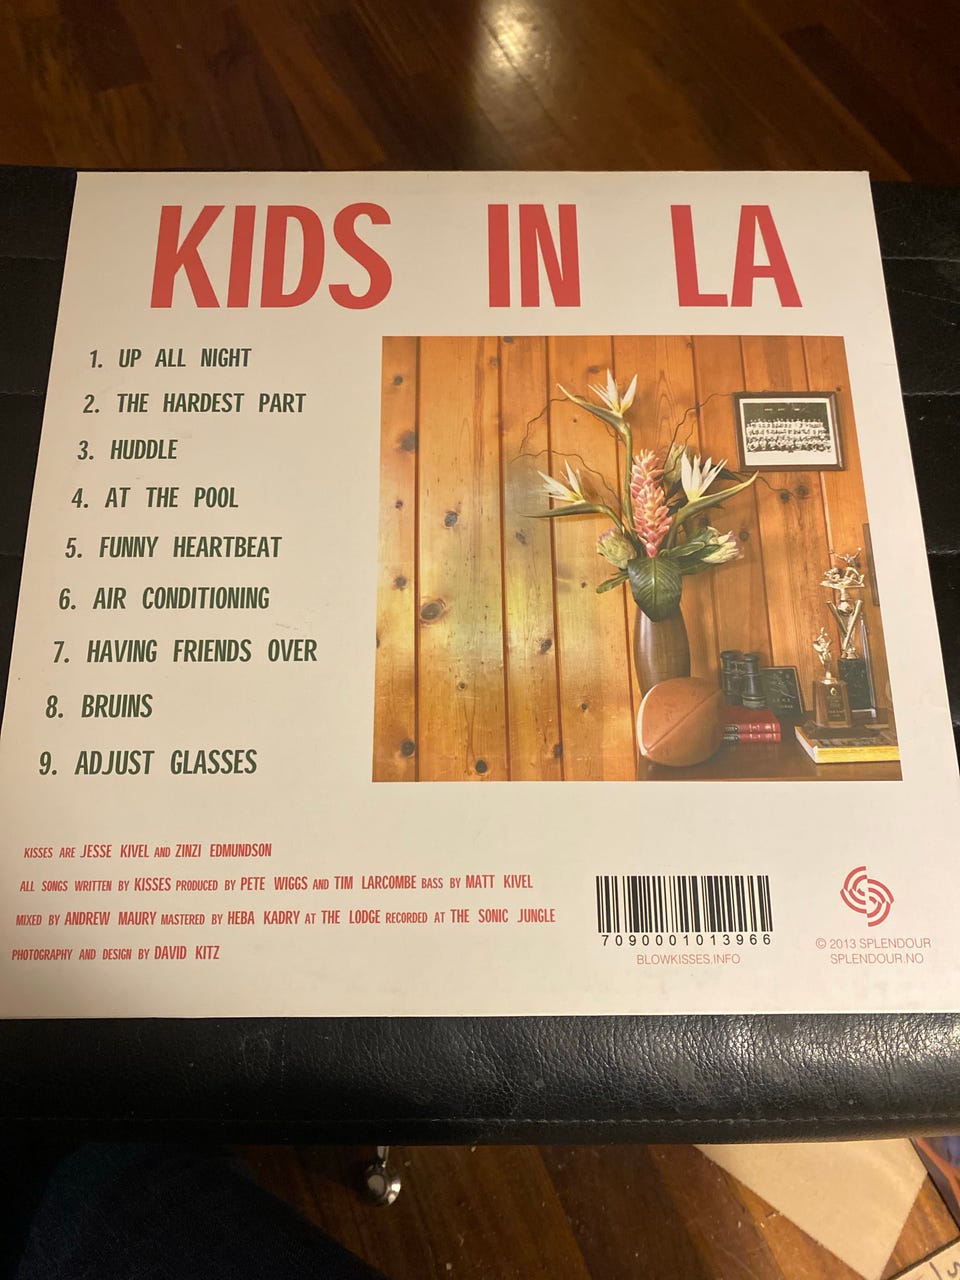 KIDS IN LA
1. UP ALL NIGHT
2. THE HARDEST PART
3. HUDDLE
4. AT THE POOL
5. FUNNY HEARTBEAT
6. AIR CONDITIONING
7. HAVING FRIENDS OVER
8. BRUINS
9. ADJUST GLASSES
KISSES ARE JESSE KIVEL AND ZINZI EDMUNDSON
ALL SONGS WRITTEN BY KISSES PRODUCED BY PETE WIGGS AND TIM LARCOMBE BASS BY MATT KIVEL
MIXED BY ANDREW MAURY MASTERED BY HEBA KADRY AT THE LODGE RECORDED AT THE SONIC JUNGLE
PHOTOGRAPHY AND DESIGN BY DAVID KITZ
7090001013966
BLOWKISSES.INFO
© 2013 SPLENDOUR
SPLENDOUR.NO